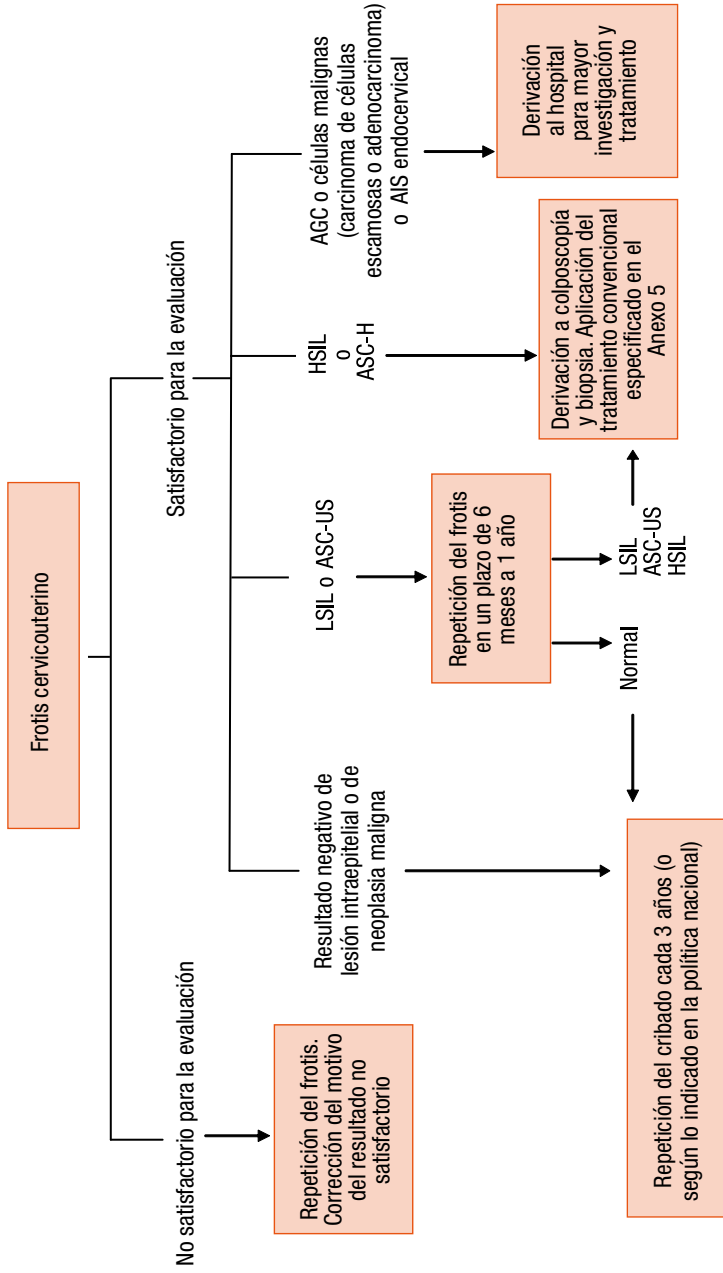 Frotis cervicouterino
No satisfactorio para la evaluación
Satisfactorio para la evaluación
Repetición del frotis.
Corrección del motivo
del resultado no
satisfactorio
Resultado negativo de
lesión intraepitelial o de
neoplasia maligna
LSIL o ASC-US
HSIL
o
ASC-H
AGC o células malignas
(carcinoma de células
escamosas o adenocarcinoma)
o AIS endocervical
Repetición del frotis
en un plazo de 6
meses a 1 año
Derivación a colposcopía
y biopsia. Aplicación del
tratamiento convencional
especificado en el
Anexo 5
Derivación
al hospital
para mayor
investigación y
tratamiento
Normal
LSIL
ASC-US
HSIL
Repetición del cribado cada 3 años (o
según lo indicado en la política nacional)